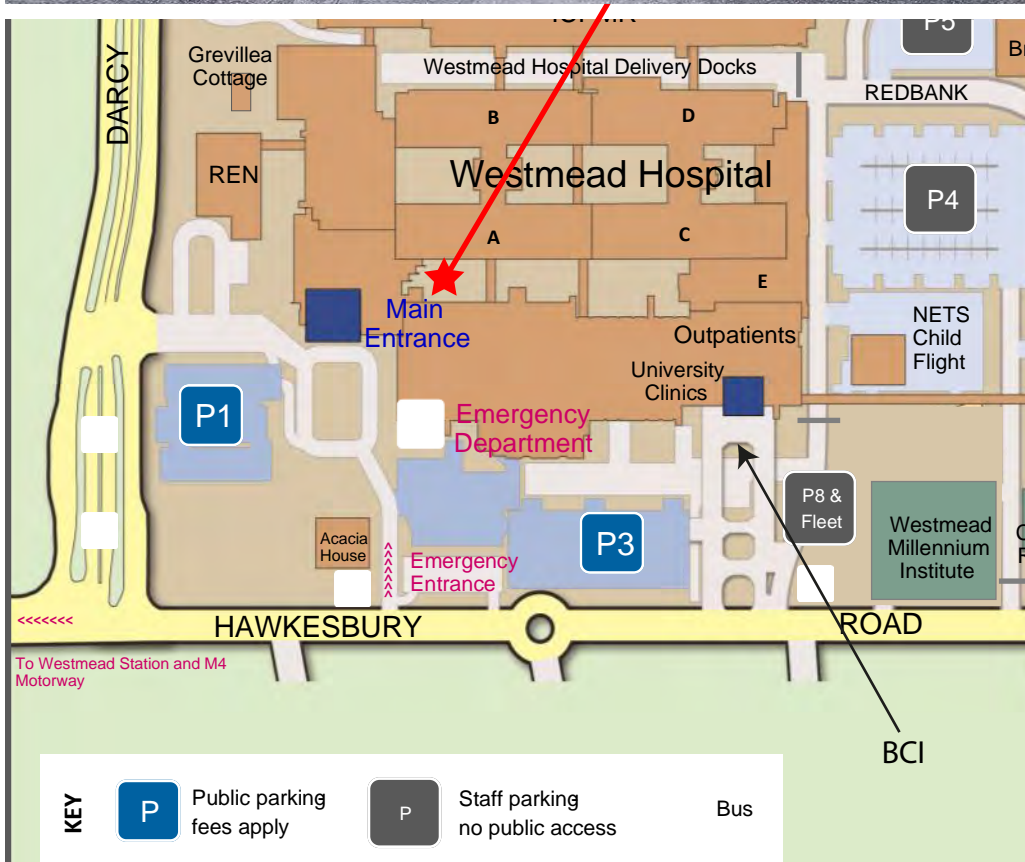 P5
DARCY
Grevillea
Cottage
Westmead Hospital Delivery Docks
REDBANK
B
D
REN
Westmead Hospital
P4
A
C
E
Main
Entrance
Outpatients
NETS
Child
Flight
University
Clinics
P1
Emergency
Department
P8 &
Fleet
P3
Westmead
Millennium
Institute
Acacia
House
^^^^^^^
Emergency
Entrance
<<<<<<<
HAWKESBURY
ROAD
To Westmead Station and M4
Motorway
BCI
KEY
P
Public parking
fees apply
P
Staff parking
no public access
Bus